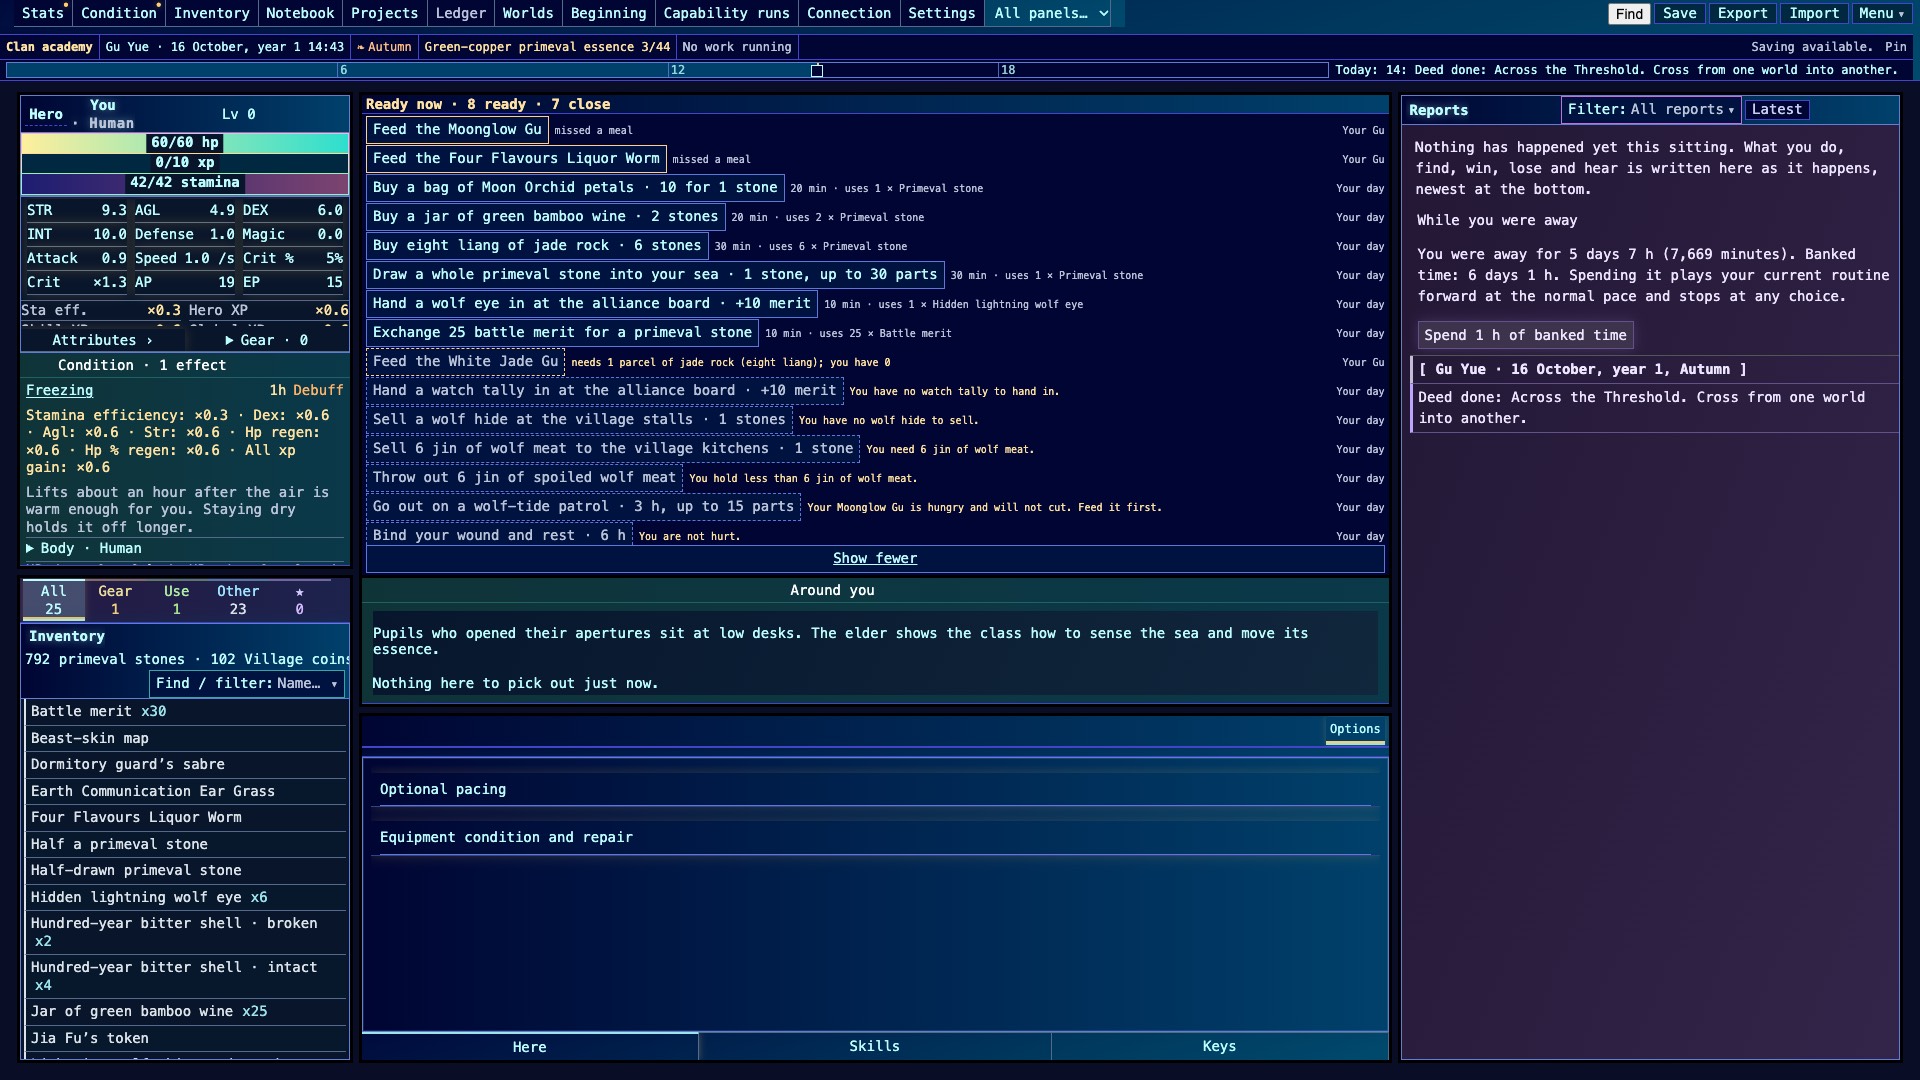 Stats Condition Inventory Notebook Projects Ledger Worlds Beginning Capability runs Connection Settings All panels… Find Save Export Import Menu ▾
Clan academy Gu Yue · 16 October, year 1 14:43 ❧ Autumn Green-copper primeval essence 3/44 No work running Saving available. Pin
6 12 18 Today: 14: Deed done: Across the Threshold. Cross from one world into another.
Hero · You Human Lv 0
60/60 hp
0/10 xp
42/42 stamina
STR 9.3 AGL 4.9 DEX 6.0
INT 10.0 Defense 1.0 Magic 0.0
Attack 0.9 Speed 1.0 /s Crit % 5%
Crit ×1.3 AP 19 EP 15
Sta eff. ×0.3 Hero XP ×0.6
Attributes › ▶ Gear · 0
Condition · 1 effect
Freezing 1h Debuff
Stamina efficiency: ×0.3 · Dex: ×0.6
· Agl: ×0.6 · Str: ×0.6 · Hp regen:
×0.6 · Hp % regen: ×0.6 · All xp
gain: ×0.6
Lifts about an hour after the air is
warm enough for you. Staying dry
holds it off longer.
▶ Body · Human
All Gear Use Other ★
25 1 1 23 0
Inventory
792 primeval stones · 102 Village coins
Find / filter: Name… ▾
Battle merit x30
Beast-skin map
Dormitory guard's sabre
Earth Communication Ear Grass
Four Flavours Liquor Worm
Half a primeval stone
Half-drawn primeval stone
Hidden lightning wolf eye x6
Hundred-year bitter shell · broken
x2
Hundred-year bitter shell · intact
x4
Jar of green bamboo wine x25
Jia Fu's token
Ready now · 8 ready · 7 close
Feed the Moonglow Gu missed a meal Your Gu
Feed the Four Flavours Liquor Worm missed a meal Your Gu
Buy a bag of Moon Orchid petals · 10 for 1 stone 20 min · uses 1 × Primeval stone Your day
Buy a jar of green bamboo wine · 2 stones 20 min · uses 2 × Primeval stone Your day
Buy eight liang of jade rock · 6 stones 30 min · uses 6 × Primeval stone Your day
Draw a whole primeval stone into your sea · 1 stone, up to 30 parts 30 min · uses 1 × Primeval stone Your day
Hand a wolf eye in at the alliance board · +10 merit 10 min · uses 1 × Hidden lightning wolf eye Your day
Exchange 25 battle merit for a primeval stone 10 min · uses 25 × Battle merit Your day
Feed the White Jade Gu needs 1 parcel of jade rock (eight liang); you have 0 Your Gu
Hand a watch tally in at the alliance board · +10 merit You have no watch tally to hand in. Your day
Sell a wolf hide at the village stalls · 1 stones You have no wolf hide to sell. Your day
Sell 6 jin of wolf meat to the village kitchens · 1 stone You need 6 jin of wolf meat. Your day
Throw out 6 jin of spoiled wolf meat You hold less than 6 jin of wolf meat. Your day
Go out on a wolf-tide patrol · 3 h, up to 15 parts Your Moonglow Gu is hungry and will not cut. Feed it first. Your day
Bind your wound and rest · 6 h You are not hurt. Your day
Show fewer
Around you
Pupils who opened their apertures sit at low desks. The elder shows the class how to sense the sea and move its
essence.
Nothing here to pick out just now.
Options
Optional pacing
Equipment condition and repair
Here Skills Keys
Reports Filter: All reports ▾ Latest
Nothing has happened yet this sitting. What you do,
find, win, lose and hear is written here as it happens,
newest at the bottom.
While you were away
You were away for 5 days 7 h (7,669 minutes). Banked
time: 6 days 1 h. Spending it plays your current routine
forward at the normal pace and stops at any choice.
Spend 1 h of banked time
[ Gu Yue · 16 October, year 1, Autumn ]
Deed done: Across the Threshold. Cross from one world
into another.